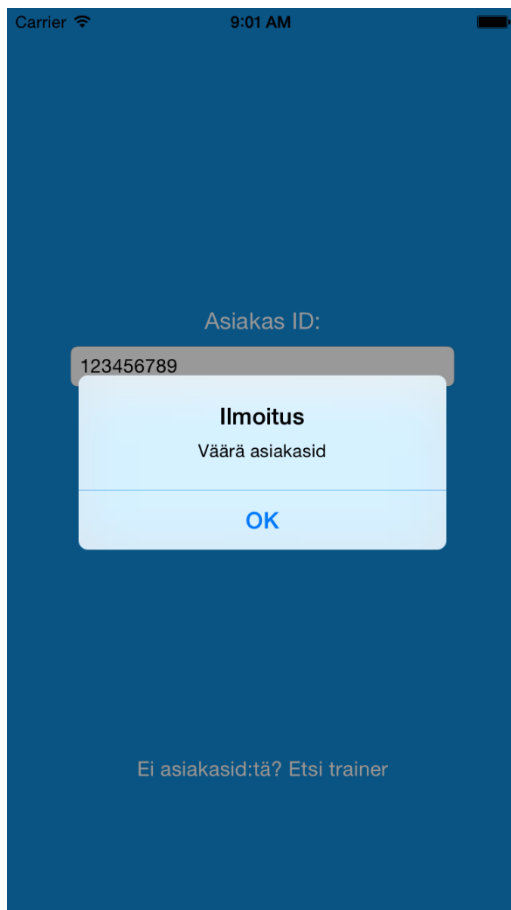 Carrier 9:01 AM
Asiakas ID:
123456789
Ilmoitus
Väärä asiakasid
OK
Ei asiakasid:tä? Etsi trainer